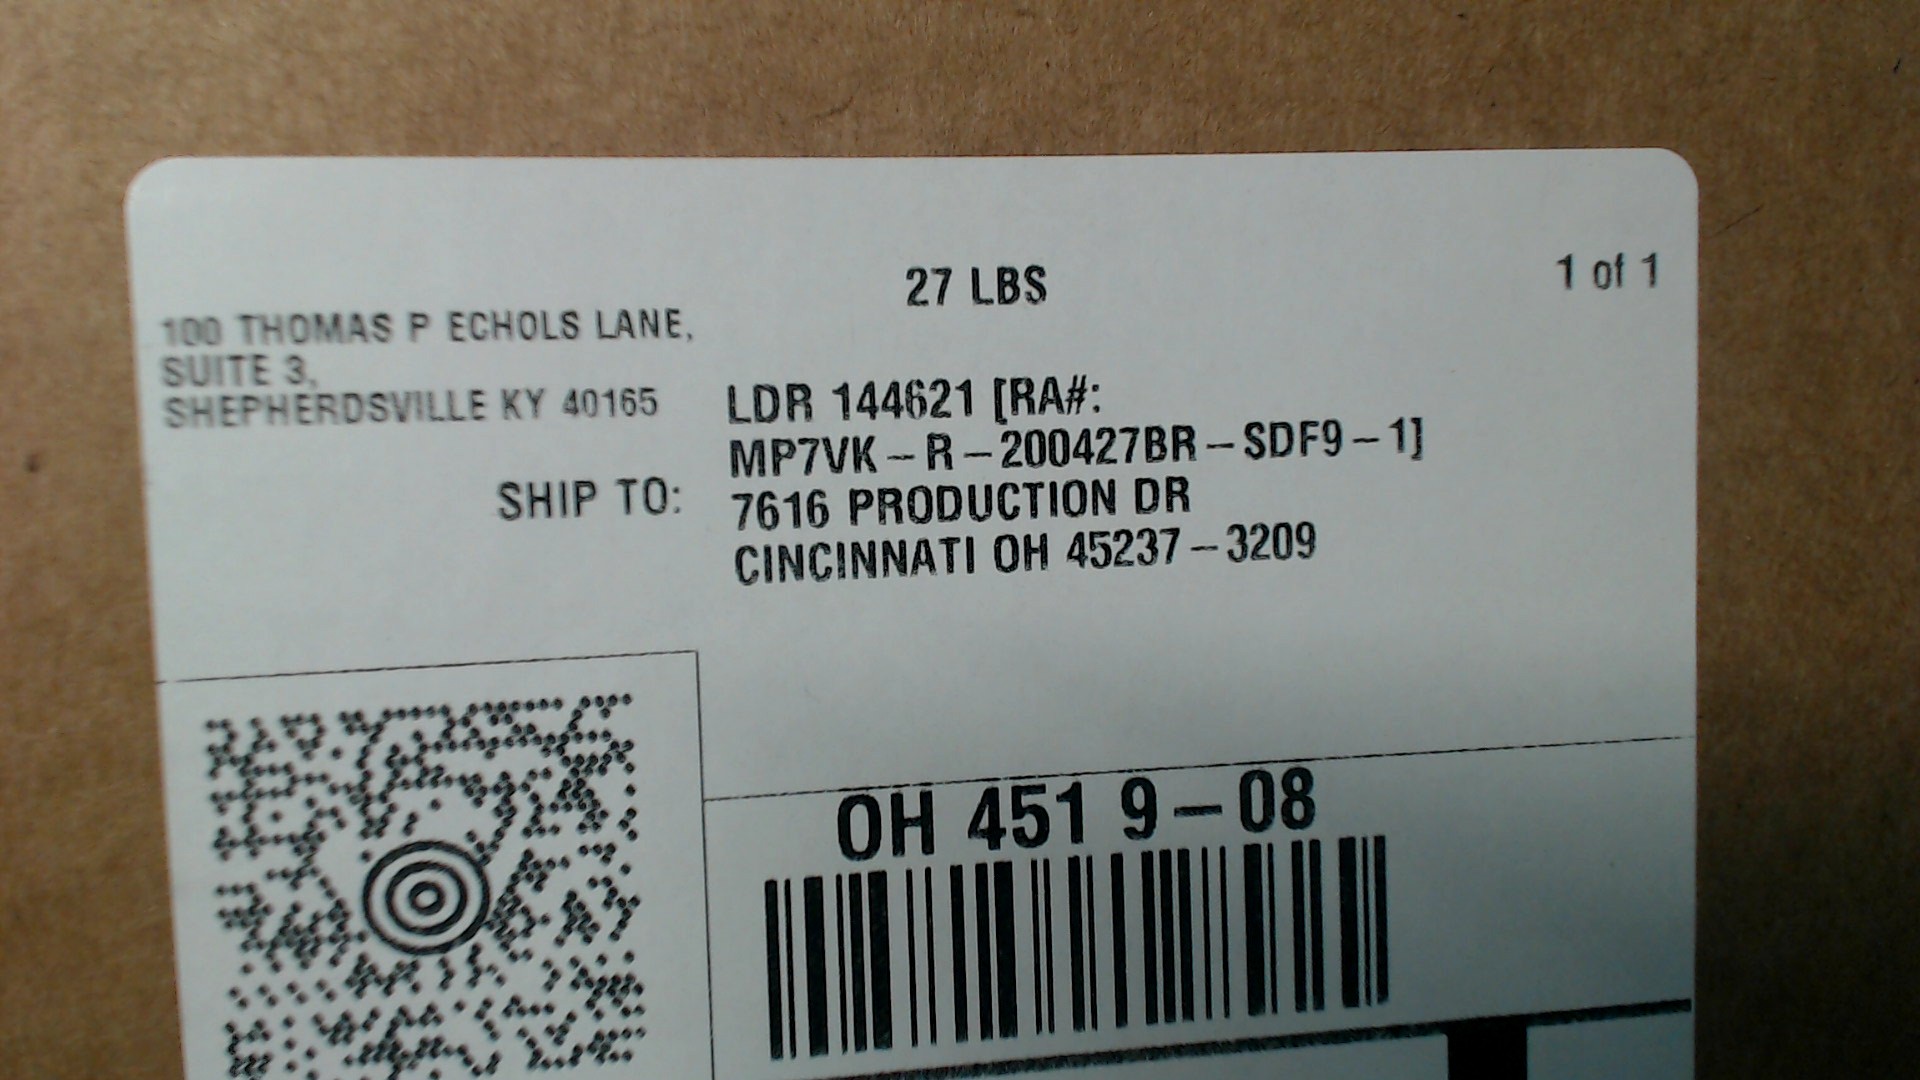 27 LBS
1 of 1
100 THOMAS P ECHOLS LANE,
SUITE 3,
SHEPHERDSVILLE KY 40165
SHIP TO:
LDR 144621 [RA#:
MP7VK-R-200427BR-SDF9-1]
7616 PRODUCTION DR
CINCINNATI OH 45237-3209
OH 451 9-08